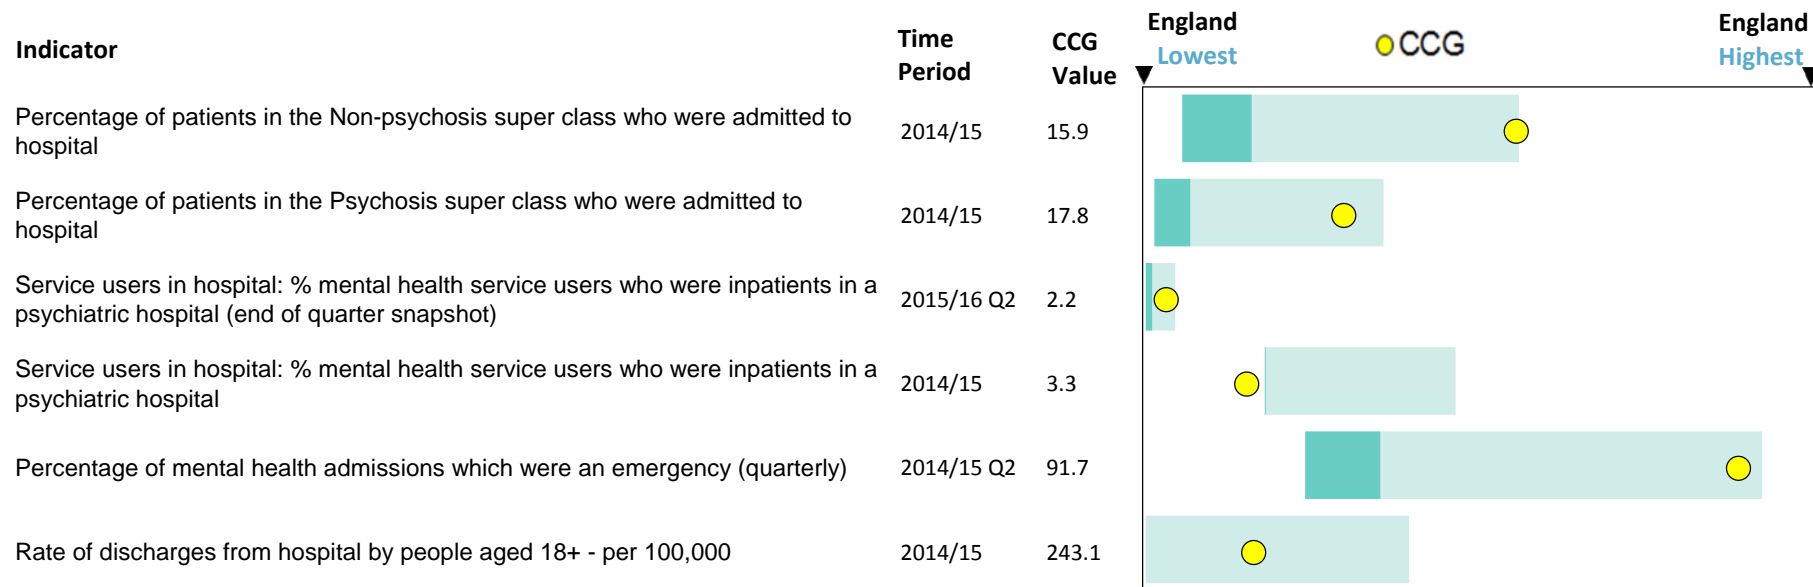 Indicator
Time
Period
CCG
Value
England
Lowest
CCG
England
Highest
Percentage of patients in the Non-psychosis super class who were admitted to
hospital
2014/15
15.9
Percentage of patients in the Psychosis super class who were admitted to
hospital
2014/15
17.8
Service users in hospital: % mental health service users who were inpatients in a
psychiatric hospital (end of quarter snapshot)
2015/16 Q2
2.2
Service users in hospital: % mental health service users who were inpatients in a
psychiatric hospital
2014/15
3.3
Percentage of mental health admissions which were an emergency (quarterly)
2014/15 Q2
91.7
Rate of discharges from hospital by people aged 18+ - per 100,000
2014/15
243.1